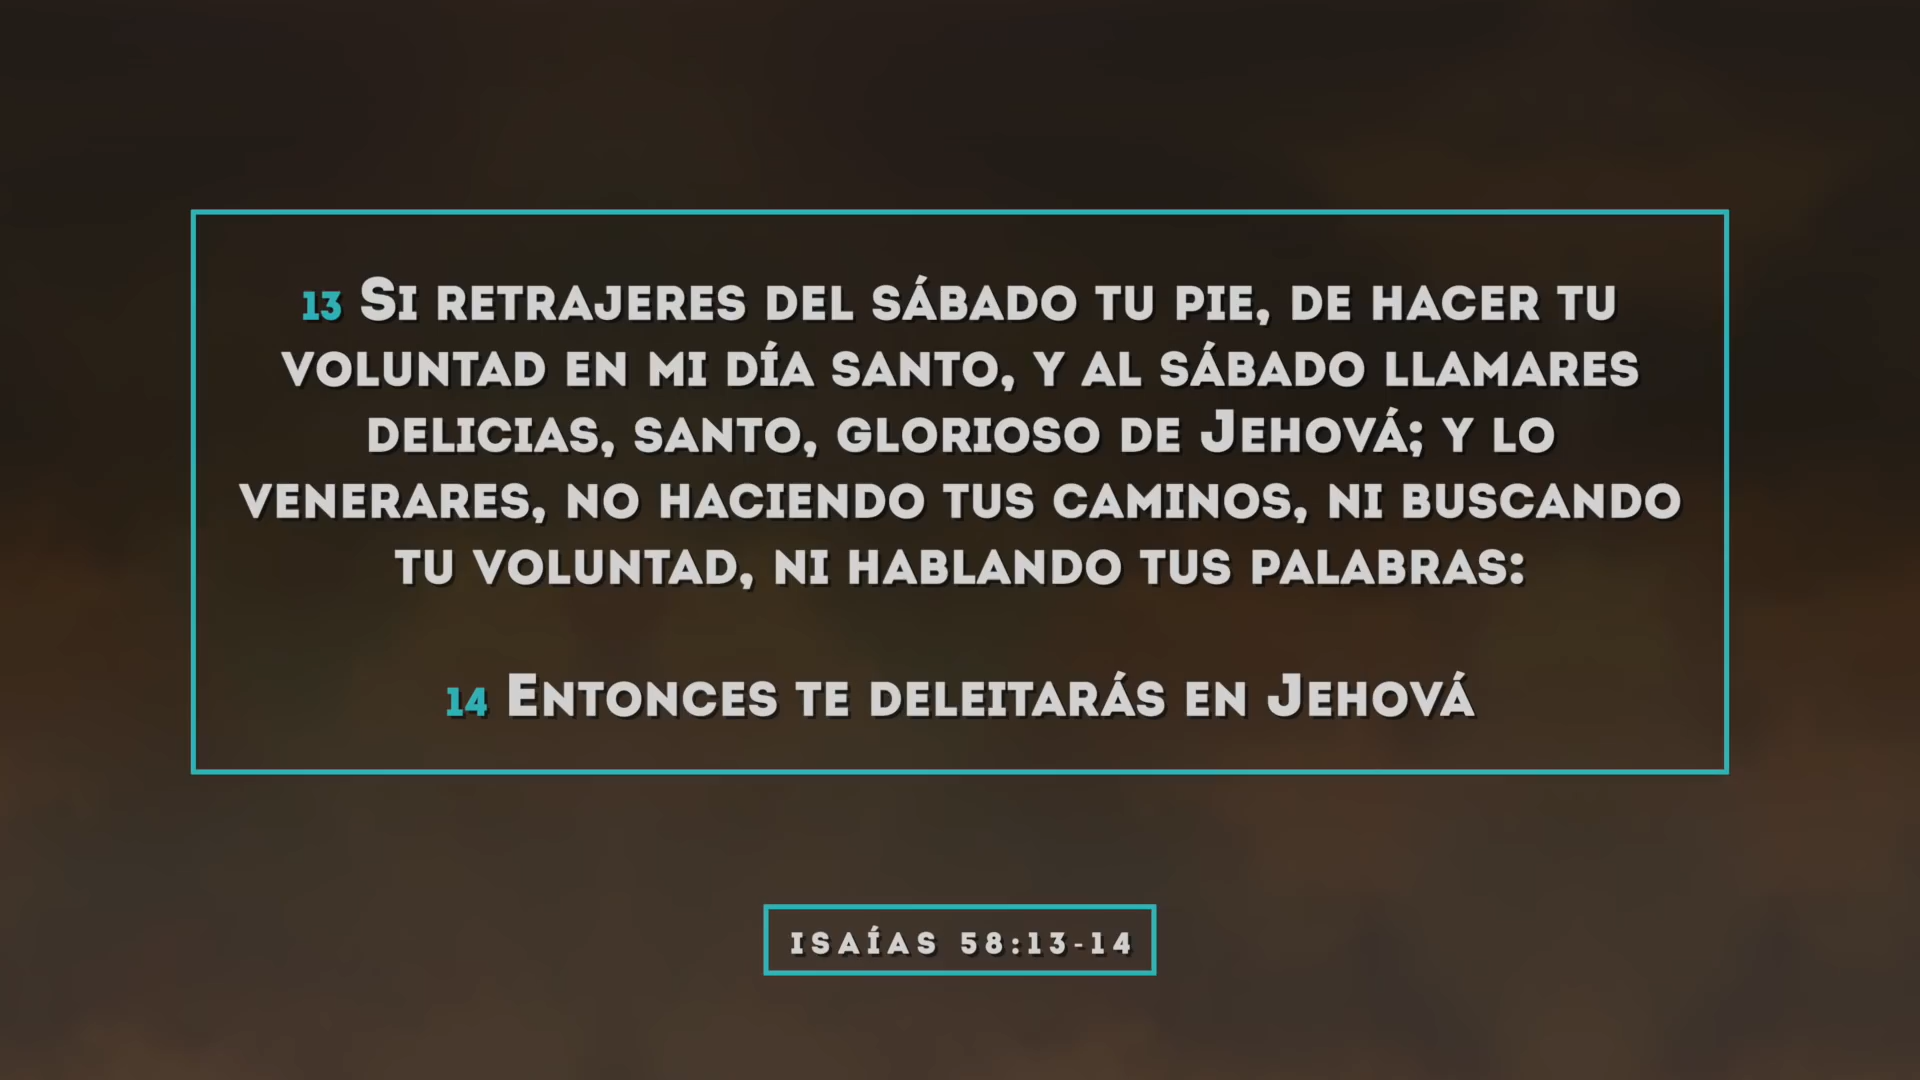 13 Si retrajeres del sábado tu pie, de hacer tu
voluntad en mi día santo, y al sábado llamares
delicias, santo, glorioso de Jehová; y lo
venerares, no haciendo tus caminos, ni buscando
tu voluntad, ni hablando tus palabras:
14 Entonces te deleitarás en Jehová
ISAÍAS 58:13-14